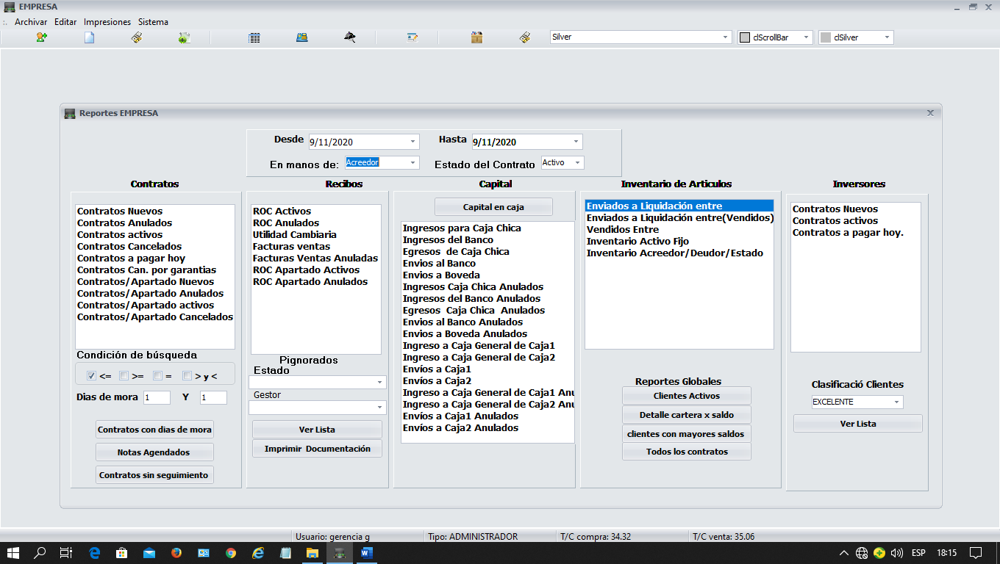 EMPRESA
Archivar Editar Impresiones Sistema
Silver clScrollBar clSilver
Reportes EMPRESA
Desde 9/11/2020 Hasta 9/11/2020
En manos de: Acreedor Estado del Contrato Activo
Contratos
Contratos Nuevos
Contratos Anulados
Contratos activos
Contratos Cancelados
Contratos a pagar hoy
Contratos Can. por garantias
Contratos/Apartado Nuevos
Contratos/Apartado Anulados
Contratos/Apartado activos
Contratos/Apartado Cancelados
Condición de búsqueda
<= >= = > y <
Dias de mora 1 Y 1
Contratos con dias de mora
Notas Agendados
Contratos sin seguimiento
Recibos
ROC Activos
ROC Anulados
Utilidad Cambiaria
Facturas ventas
Facturas Ventas Anuladas
ROC Apartado Activos
ROC Apartado Anulados
Pignorados
Estado
Gestor
Ver Lista
Imprimir Documentación
Capital
Capital en caja
Ingresos para Caja Chica
Ingresos del Banco
Egresos de Caja Chica
Envios al Banco
Envios a Boveda
Ingresos Caja Chica Anulados
Ingresos del Banco Anulados
Egresos Caja Chica Anulados
Envios al Banco Anulados
Envios a Boveda Anulados
Ingreso a Caja General de Caja1
Ingreso a Caja General de Caja2
Envíos a Caja1
Envíos a Caja2
Ingreso a Caja General de Caja1 Anu
Ingreso a Caja General de Caja2 Anu
Envíos a Caja1 Anulados
Envíos a Caja2 Anulados
Inventario de Articulos
Enviados a Liquidación entre
Enviados a Liquidación entre(Vendidos)
Vendidos Entre
Inventario Activo Fijo
Inventario Acreedor/Deudor/Estado
Reportes Globales
Clientes Activos
Detalle cartera x saldo
clientes con mayores saldos
Todos los contratos
Inversores
Contratos Nuevos
Contratos activos
Contratos a pagar hoy.
Clasificació Clientes
EXCELENTE
Ver Lista
Usuario: gerencia g Tipo: ADMINISTRADOR T/C compra: 34.32 T/C venta: 35.06
ESP 18:15